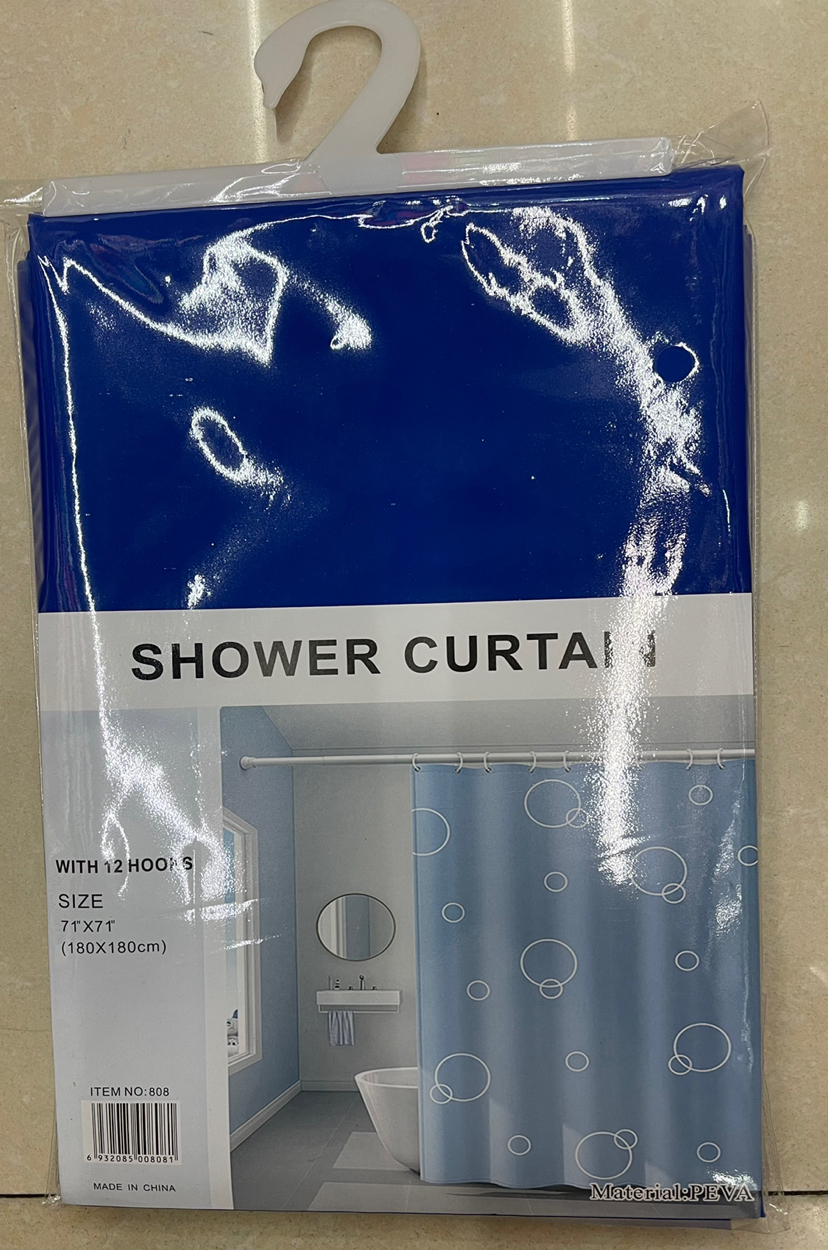 SHOWER CURTAIN
WITH 12 HOOKS
SIZE
71"X71"
(180X180cm)
ITEM NO:808
6 932085 008081
MADE IN CHINA
Material:PEVA